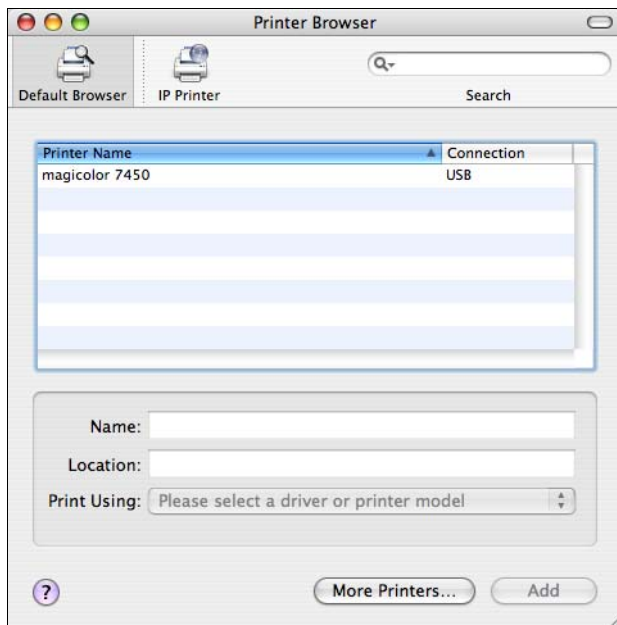 Printer Browser
Default Browser
IP Printer
Search
Printer Name
Connection
magicolor 7450
USB
Name:
Location:
Print Using:
Please select a driver or printer model
?
More Printers...
Add